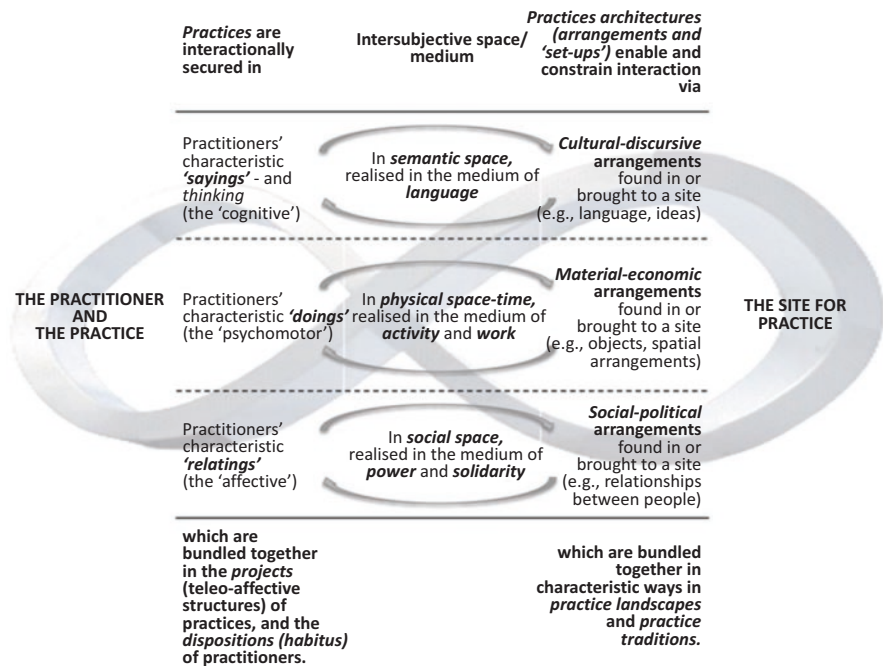 Practices are
interactionally
secured in
Intersubjective space/
medium
Practices architectures
(arrangements and
‘set-ups’) enable and
constrain interaction
via
Practitioners’
characteristic
‘sayings’ - and
thinking
(the ‘cognitive’)
In semantic space,
realised in the medium of
language
Cultural-discursive
arrangements
found in or
brought to a site
(e.g., language, ideas)
THE PRACTITIONER
AND
THE PRACTICE
Practitioners’
characteristic ‘doings’
(the ‘psychomotor’)
In physical space-time,
realised in the medium of
activity and work
Material-economic
arrangements
found in or
brought to a site
(e.g., objects, spatial
arrangements)
THE SITE FOR
PRACTICE
Practitioners’
characteristic
‘relatings’
(the ‘affective’)
In social space,
realised in the medium of
power and solidarity
Social-political
arrangements
found in or
brought to a site
(e.g., relationships
between people)
which are
bundled together
in the projects
(teleo-affective
structures) of
practices, and the
dispositions (habitus)
of practitioners.
which are bundled
together in
characteristic ways in
practice landscapes
and practice
traditions.